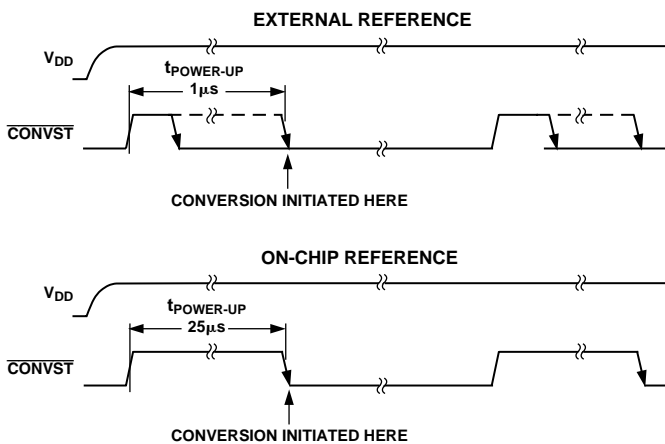 EXTERNAL REFERENCE
VDD
tPOWER-UP
1µs
CONVST
CONVERSION INITIATED HERE
ON-CHIP REFERENCE
VDD
tPOWER-UP
25µs
CONVST
CONVERSION INITIATED HERE